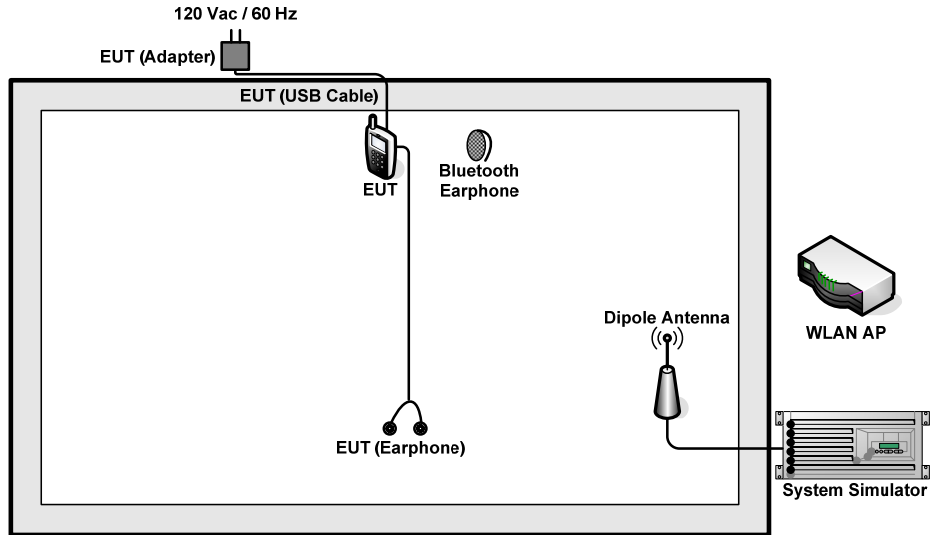 120 Vac / 60 Hz
EUT (Adapter)
EUT (USB Cable)
EUT
Bluetooth
Earphone
Dipole Antenna
WLAN AP
EUT (Earphone)
System Simulator